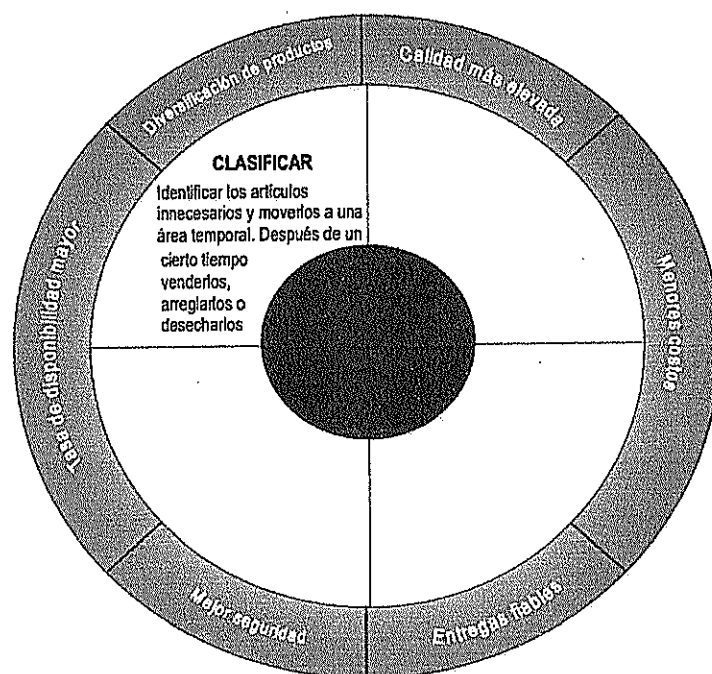 Diversificación de productos
Calidad más elevada
CLASIFICAR
Identificar los artículos
innecesarios y moverlos a una
área temporal. Después de un
cierto tiempo
venderlos,
arreglarlos o
desecharlos
Tasa de disponibilidad mayor
Menores costos
Mejor seguridad
Entregas fiables